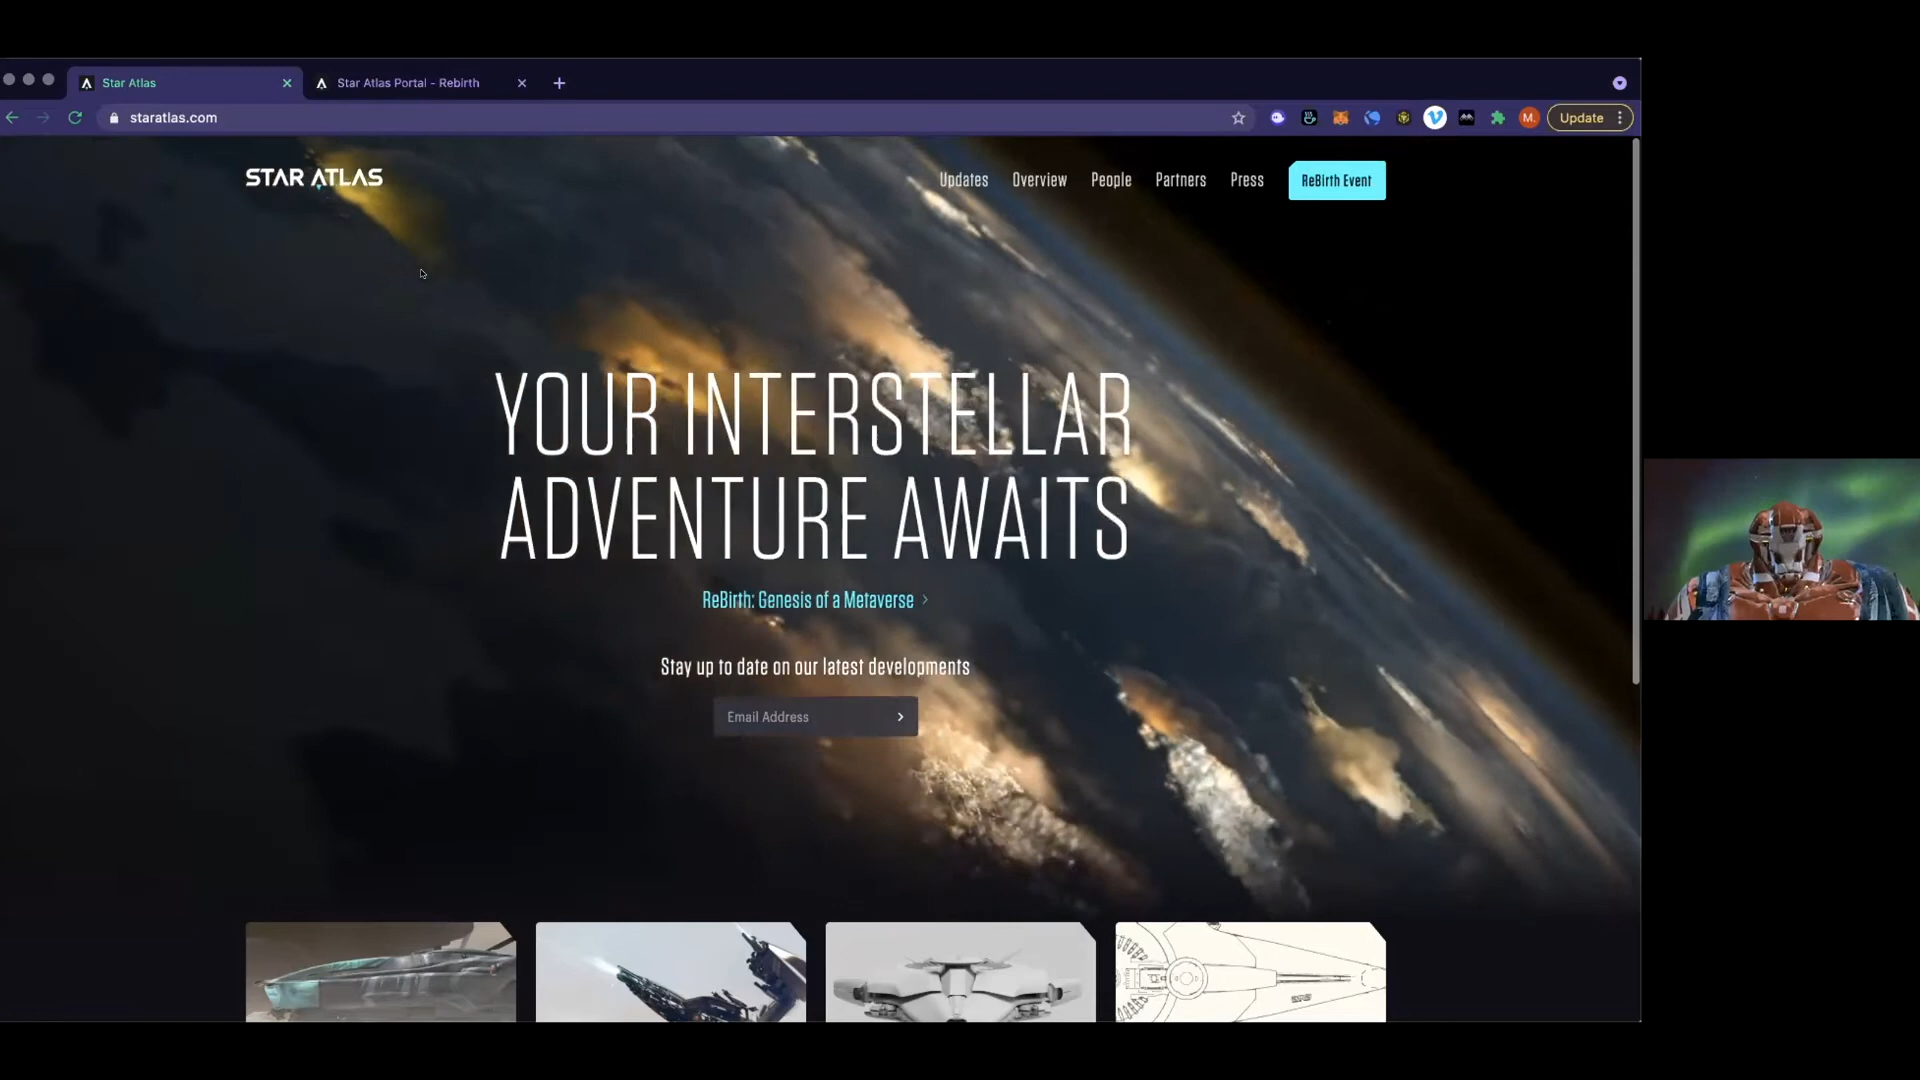 Star Atlas
Star Atlas Portal - Rebirth
staratlas.com
M.
Update
STAR ATLAS
Updates
Overview
People
Partners
Press
ReBirth Event
YOUR INTERSTELLAR
ADVENTURE AWAITS
ReBirth: Genesis of a Metaverse
Stay up to date on our latest developments
Email Address